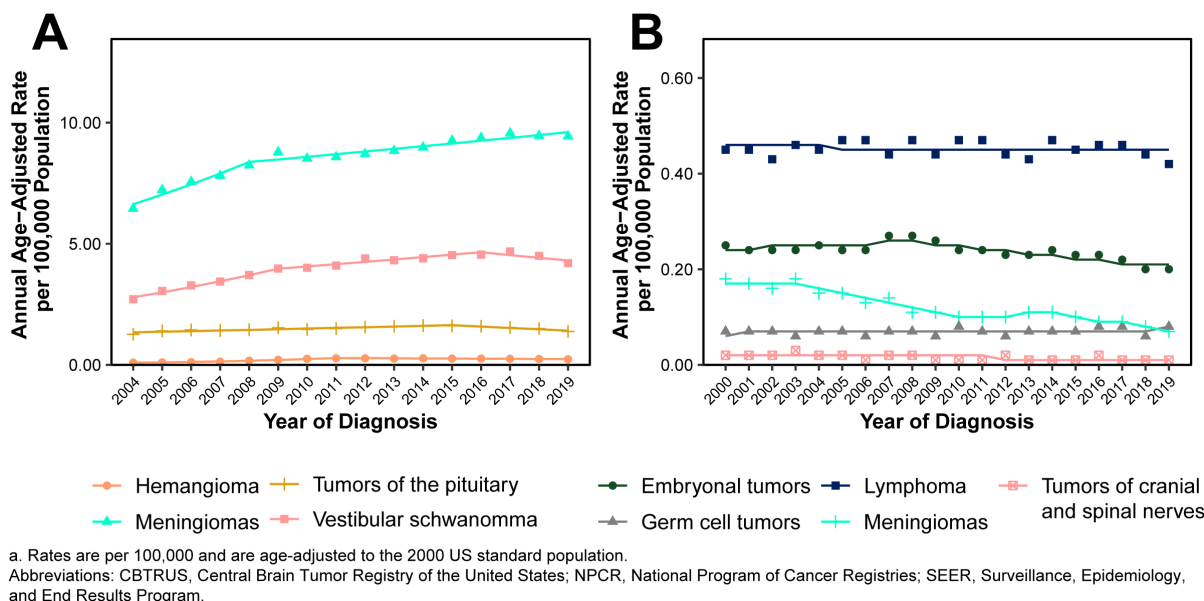 A
Annual Age−Adjusted Rate
per 100,000 Population
10.00
5.00
0.00
2004 2005 2006 2007 2008 2009 2010 2011 2012 2013 2014 2015 2016 2017 2018 2019
Year of Diagnosis
B
Annual Age−Adjusted Rate
per 100,000 Population
0.60
0.40
0.20
0.00
2000 2001 2002 2003 2004 2005 2006 2007 2008 2009 2010 2011 2012 2013 2014 2015 2016 2017 2018 2019
Year of Diagnosis
Hemangioma
Tumors of the pituitary
Meningiomas
Vestibular schwanomma
Embryonal tumors
Lymphoma
Tumors of cranial
and spinal nerves
Germ cell tumors
Meningiomas
a. Rates are per 100,000 and are age-adjusted to the 2000 US standard population.
Abbreviations: CBTRUS, Central Brain Tumor Registry of the United States; NPCR, National Program of Cancer Registries; SEER, Surveillance, Epidemiology,
and End Results Program.